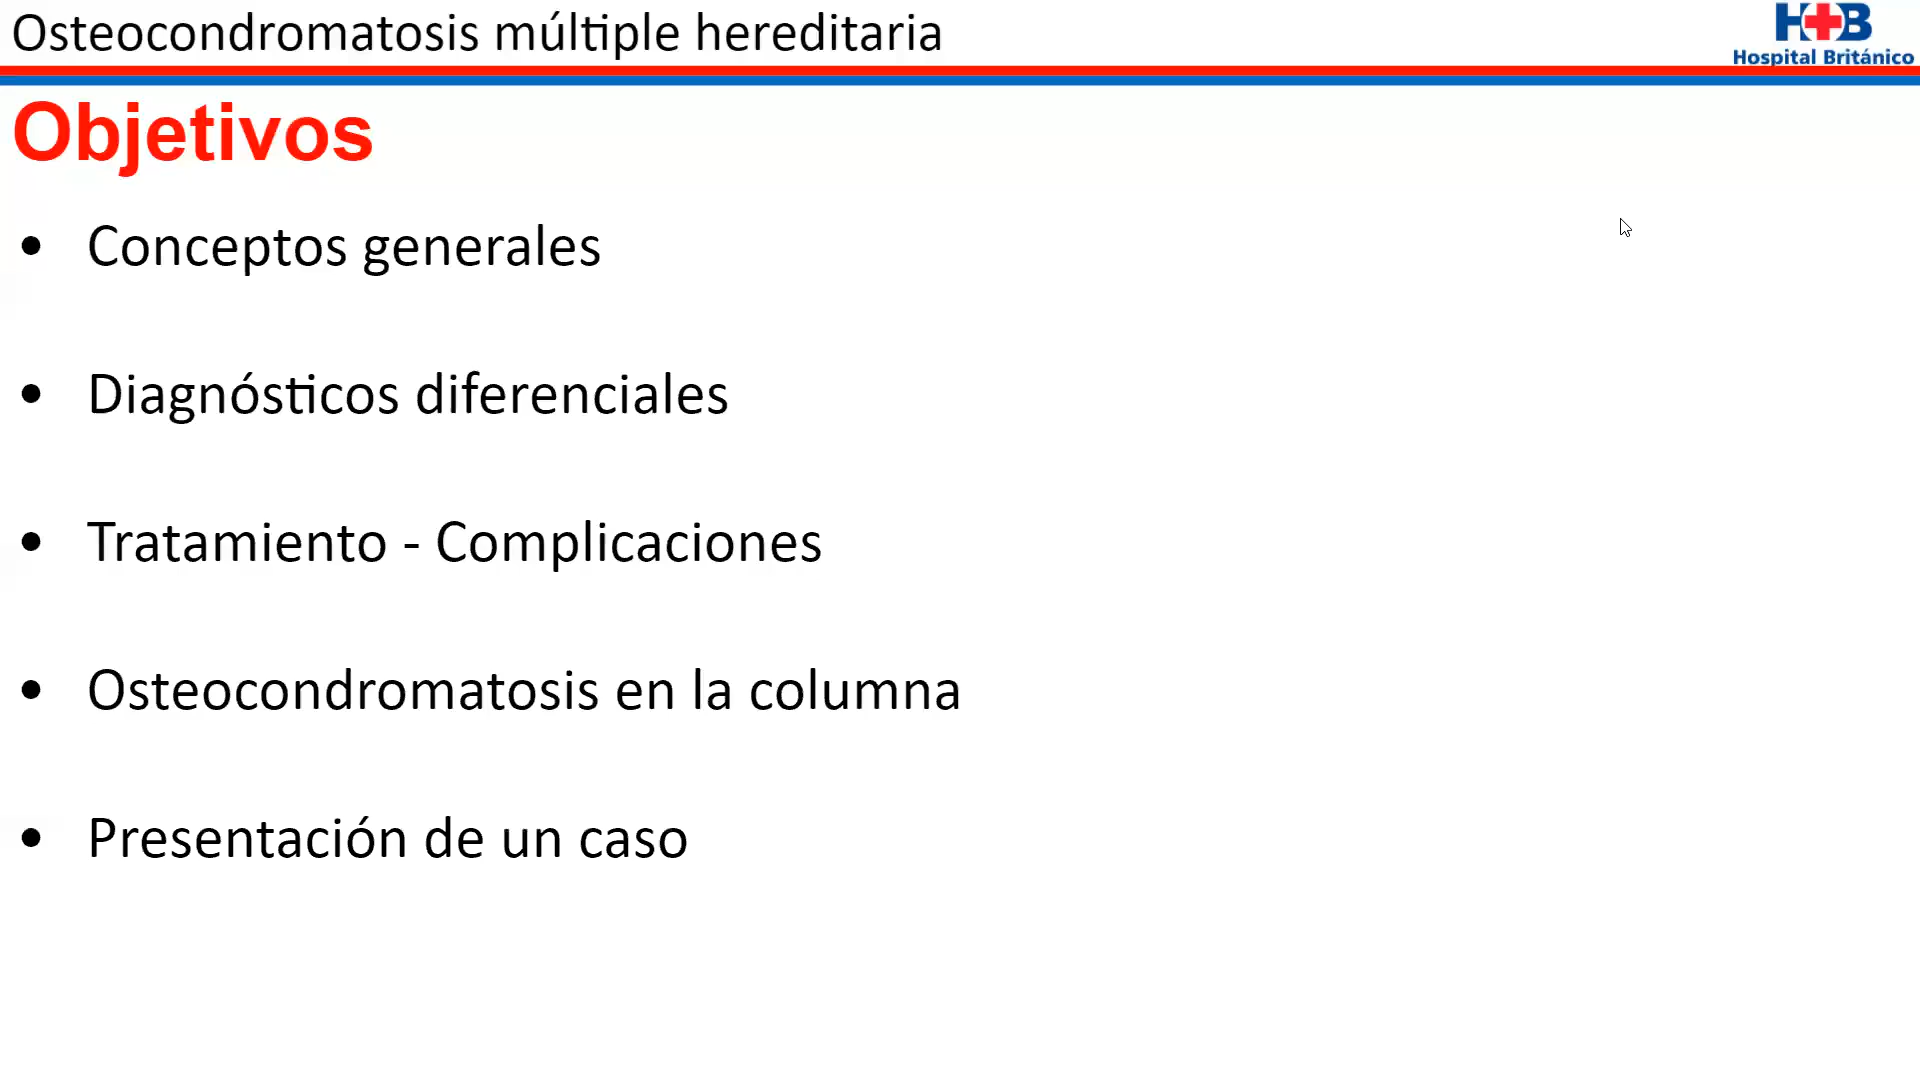 Osteocondromatosis múltiple hereditaria
H+B
Hospital Británico
Objetivos
• Conceptos generales
• Diagnósticos diferenciales
• Tratamiento - Complicaciones
• Osteocondromatosis en la columna
• Presentación de un caso